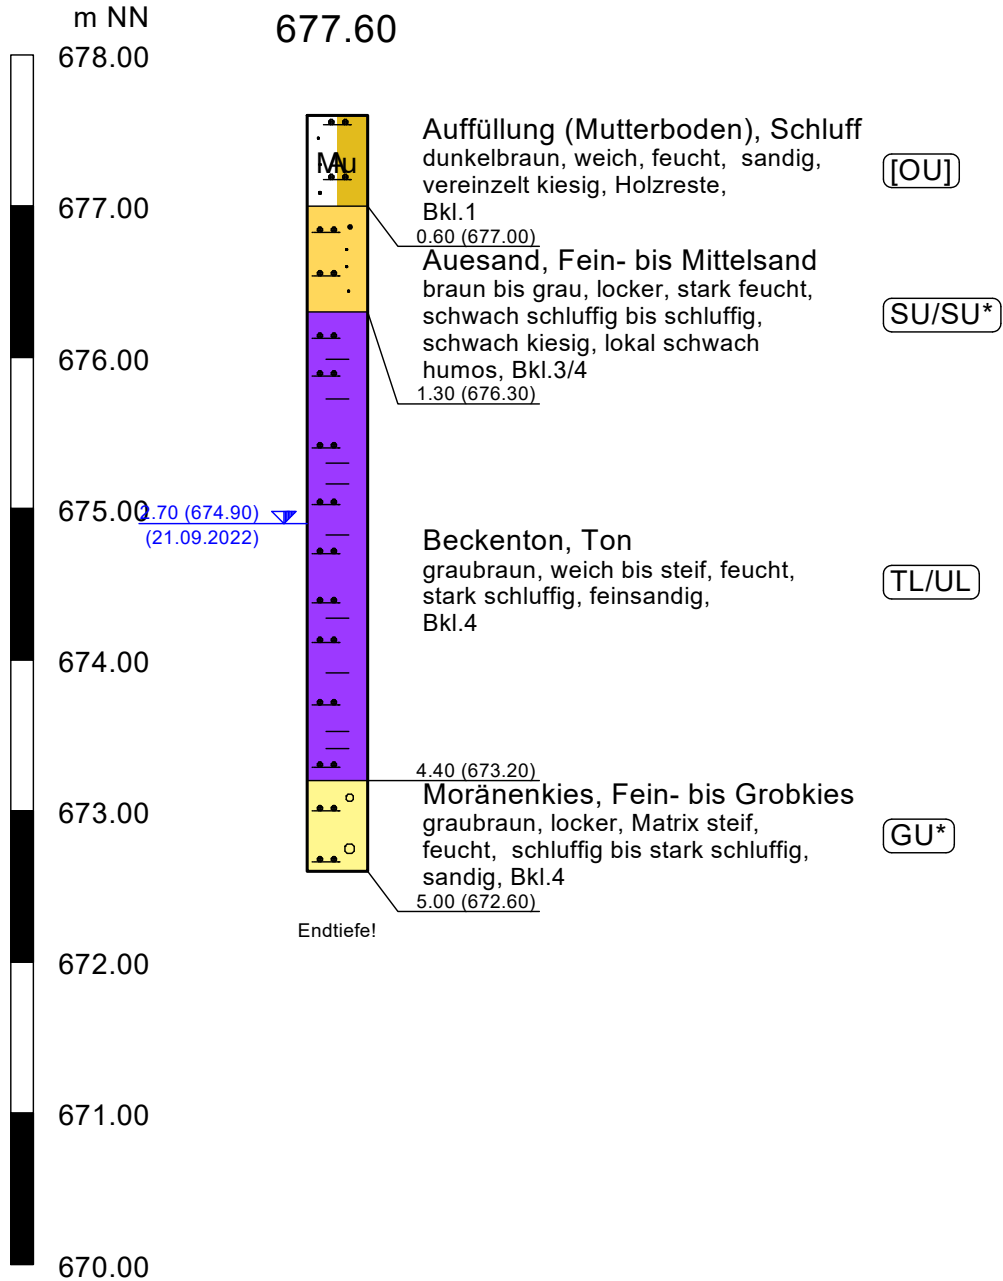 m NN
677.60
678.00
Auffüllung (Mutterboden), Schluff
dunkelbraun, weich, feucht, sandig,
vereinzelt kiesig, Holzreste,
Bkl.1
[OU]
Mu
0.60 (677.00)
677.00
Auesand, Fein- bis Mittelsand
braun bis grau, locker, stark feucht,
schwach schluffig bis schluffig,
schwach kiesig, lokal schwach
humos, Bkl.3/4
SU/SU*
1.30 (676.30)
676.00
675.00
2.70 (674.90)
(21.09.2022)
Beckenton, Ton
graubraun, weich bis steif, feucht,
stark schluffig, feinsandig,
Bkl.4
TL/UL
674.00
4.40 (673.20)
673.00
Moränenkies, Fein- bis Grobkies
graubraun, locker, Matrix steif,
feucht, schluffig bis stark schluffig,
sandig, Bkl.4
GU*
5.00 (672.60)
Endtiefe!
672.00
671.00
670.00